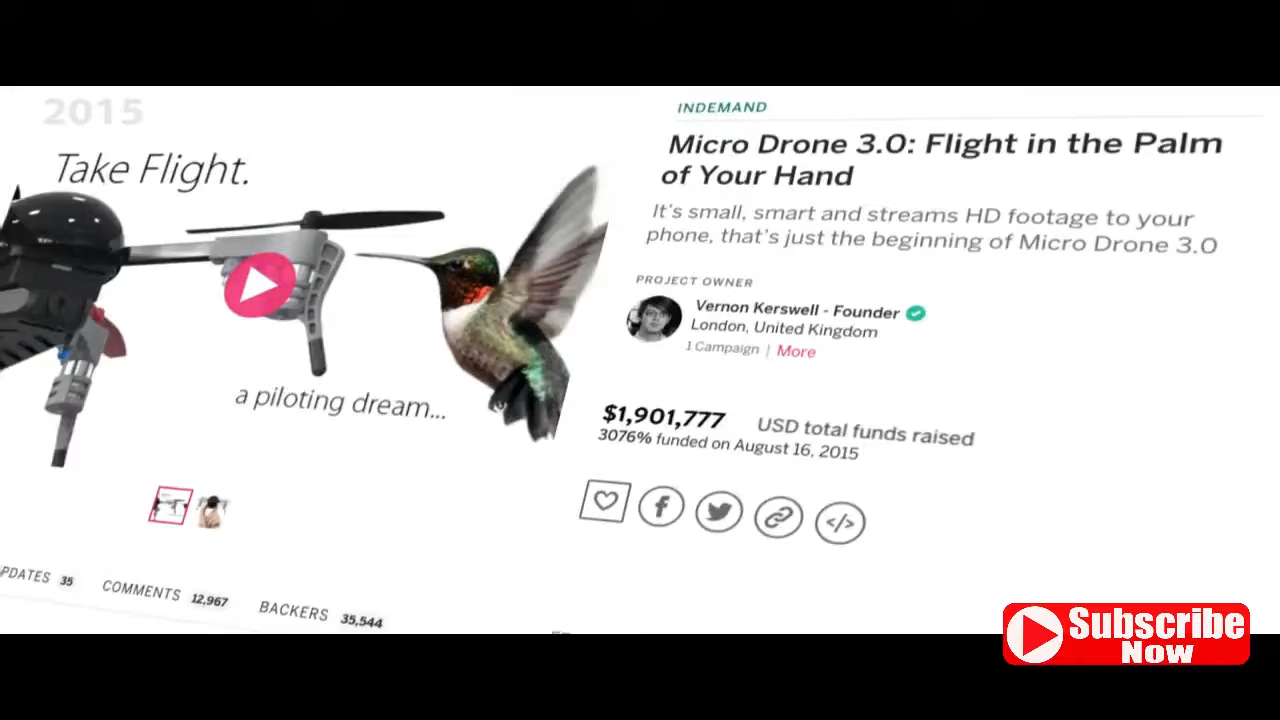 2015
Take Flight.
a piloting dream...
INDEMAND
Micro Drone 3.0: Flight in the Palm
of Your Hand
It's small, smart and streams HD footage to your
phone, that's just the beginning of Micro Drone 3.0
PROJECT OWNER
Vernon Kerswell - Founder
London, United Kingdom
1 Campaign | More
$1,901,777 USD total funds raised
3076% funded on August 16, 2015
PDATES 35 COMMENTS 12,967 BACKERS 35,544
Subscribe
Now